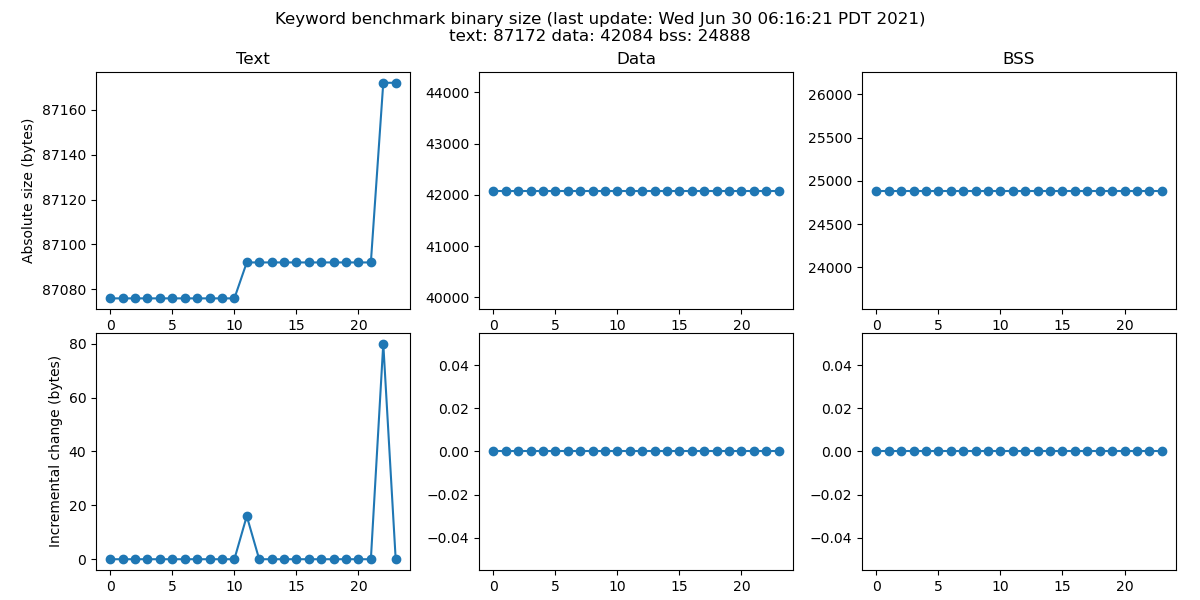 Keyword benchmark binary size (last update: Wed Jun 30 06:16:21 PDT 2021)
text: 87172 data: 42084 bss: 24888
Text
Absolute size (bytes)
87160
87140
87120
87100
87080
0 5 10 15 20
Data
44000
43000
42000
41000
40000
0 5 10 15 20
BSS
26000
25500
25000
24500
24000
0 5 10 15 20
Incremental change (bytes)
80
60
40
20
0
0 5 10 15 20
0.04
0.02
0.00
−0.02
−0.04
0 5 10 15 20
0.04
0.02
0.00
−0.02
−0.04
0 5 10 15 20